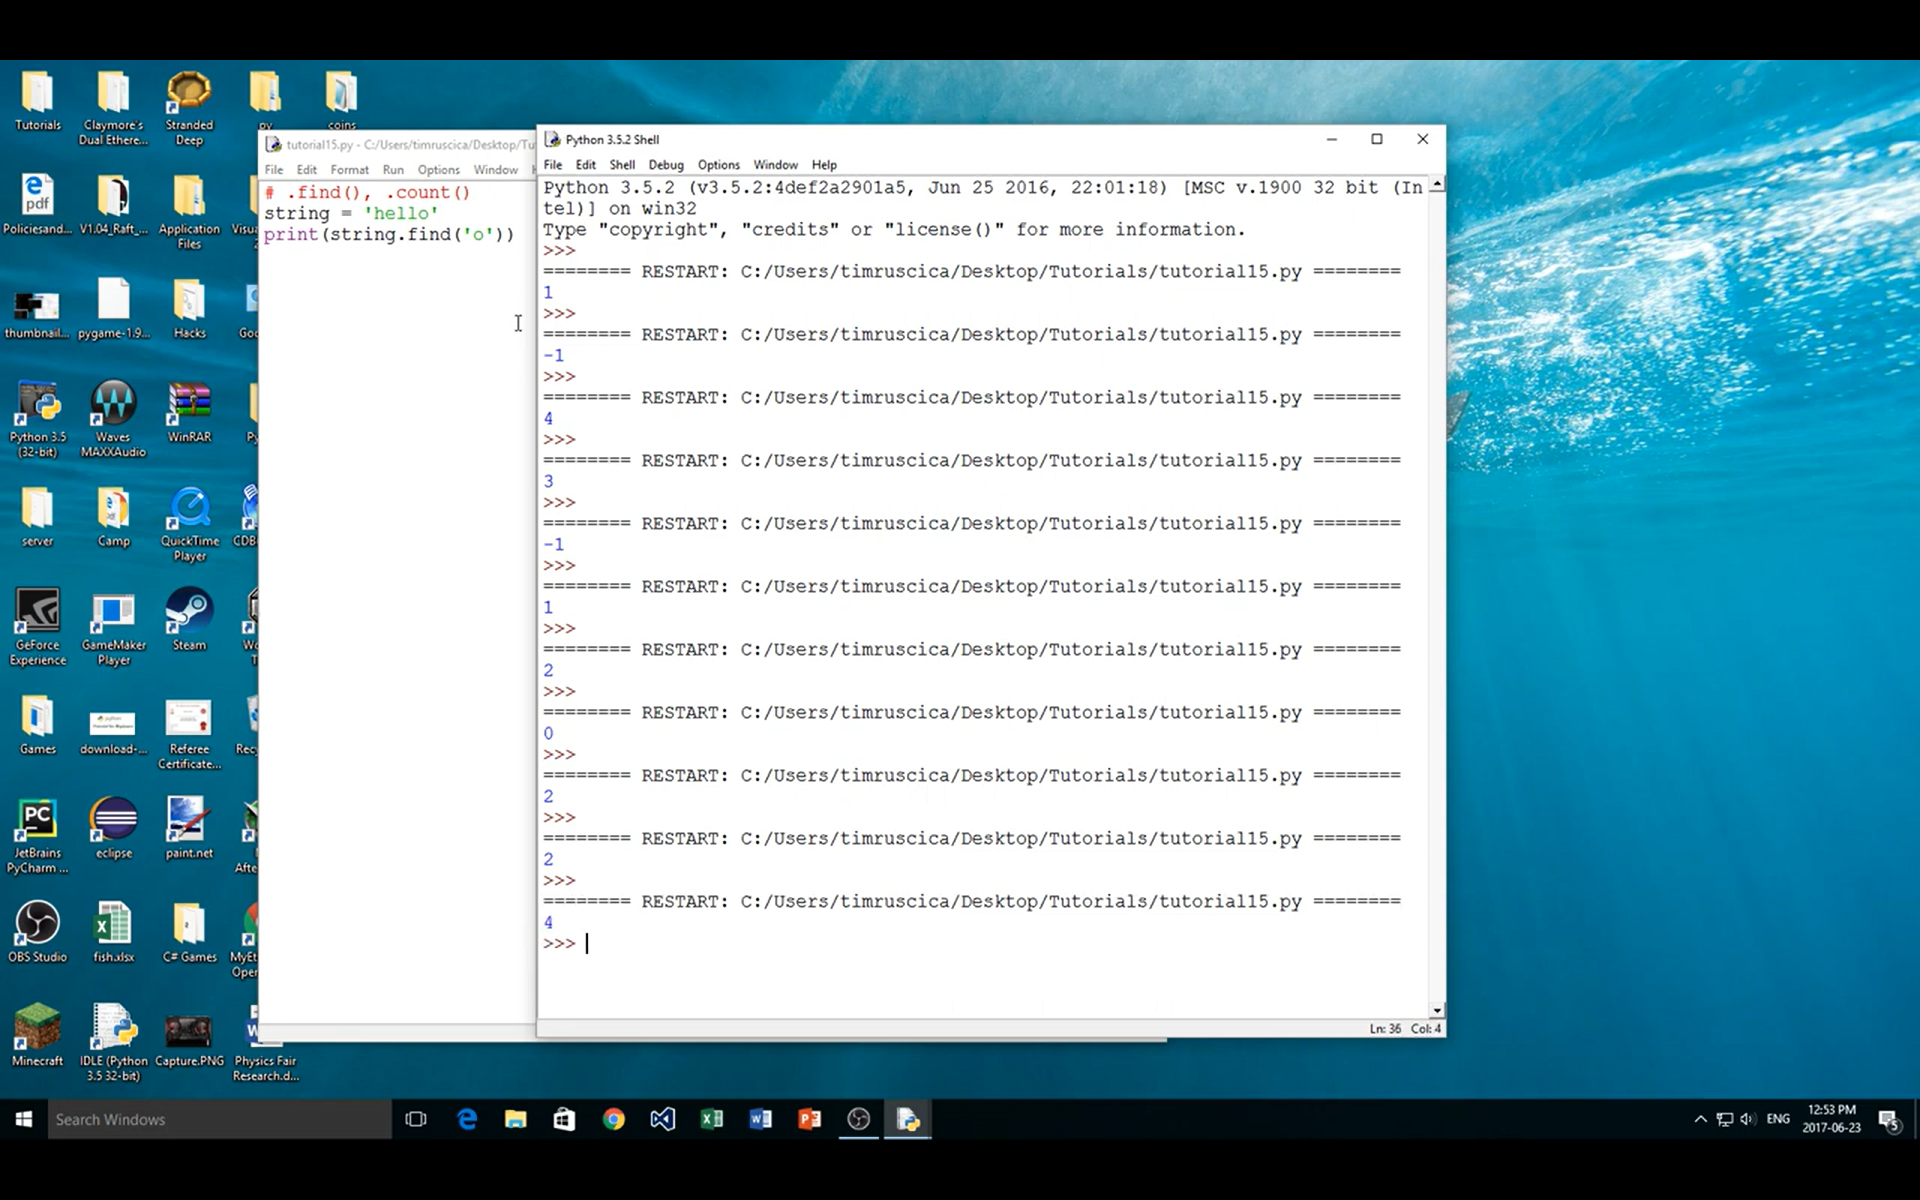 Tutorials
Claymore's
Dual Ethere...
Stranded
Deep
py
coins
Policiesand...
V1.04_Raft_...
Application
Files
thumbnail...
pygame-1.9...
Hacks
Python 3.5
(32-bit)
Waves
MAXXAudio
WinRAR
server
Camp
QuickTime
Player
GeForce
Experience
GameMaker
Player
Steam
Games
download-...
Referee
Certificate...
JetBrains
PyCharm ...
eclipse
paint.net
OBS Studio
fish.xlsx
C# Games
Minecraft
IDLE (Python
3.5 32-bit)
Capture.PNG
Physics Fair
Research.d...
tutorial15.py - C:/Users/timruscica/Desktop/Tu
File Edit Format Run Options Window
# .find(), .count()
string = 'hello'
print(string.find('o'))
Python 3.5.2 Shell
File Edit Shell Debug Options Window Help
Python 3.5.2 (v3.5.2:4def2a2901a5, Jun 25 2016, 22:01:18) [MSC v.1900 32 bit (In
tel)] on win32
Type "copyright", "credits" or "license()" for more information.
>>>
======== RESTART: C:/Users/timruscica/Desktop/Tutorials/tutorial15.py ========
1
>>>
======== RESTART: C:/Users/timruscica/Desktop/Tutorials/tutorial15.py ========
-1
>>>
======== RESTART: C:/Users/timruscica/Desktop/Tutorials/tutorial15.py ========
4
>>>
======== RESTART: C:/Users/timruscica/Desktop/Tutorials/tutorial15.py ========
3
>>>
======== RESTART: C:/Users/timruscica/Desktop/Tutorials/tutorial15.py ========
-1
>>>
======== RESTART: C:/Users/timruscica/Desktop/Tutorials/tutorial15.py ========
1
>>>
======== RESTART: C:/Users/timruscica/Desktop/Tutorials/tutorial15.py ========
2
>>>
======== RESTART: C:/Users/timruscica/Desktop/Tutorials/tutorial15.py ========
0
>>>
======== RESTART: C:/Users/timruscica/Desktop/Tutorials/tutorial15.py ========
2
>>>
======== RESTART: C:/Users/timruscica/Desktop/Tutorials/tutorial15.py ========
2
>>>
======== RESTART: C:/Users/timruscica/Desktop/Tutorials/tutorial15.py ========
4
>>>
Ln: 36 Col: 4
Search Windows
ENG
12:53 PM
2017-06-23
5